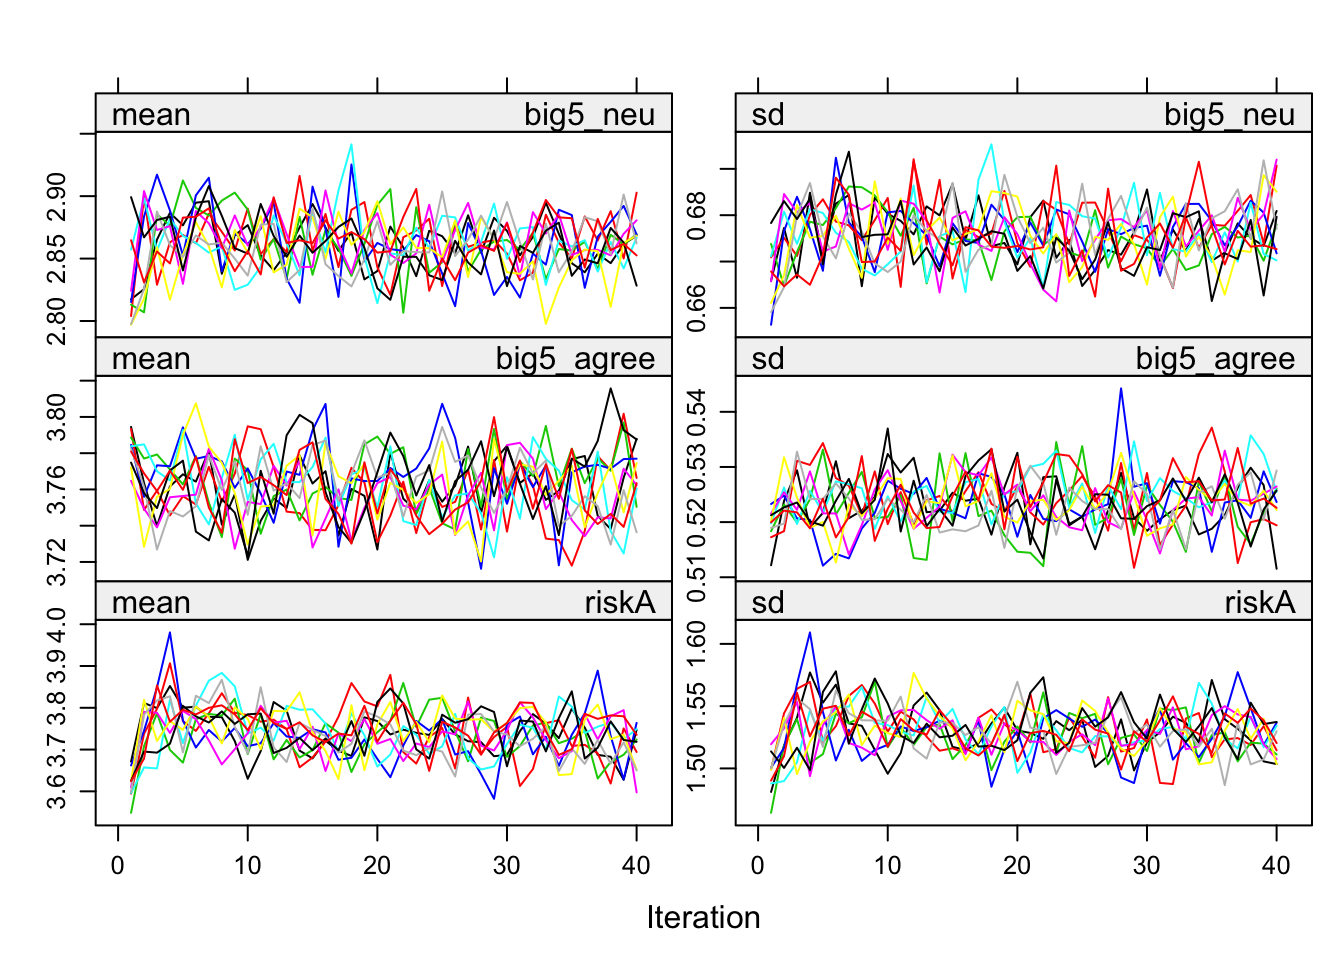 mean big5_neu
sd big5_neu
2.80 2.85 2.90
0.66 0.68
mean big5_agree
sd big5_agree
3.72 3.76 3.80
0.51 0.52 0.53 0.54
mean riskA
sd riskA
3.6 3.7 3.8 3.9 4.0
1.50 1.55 1.60
0 10 20 30 40
0 10 20 30 40
Iteration